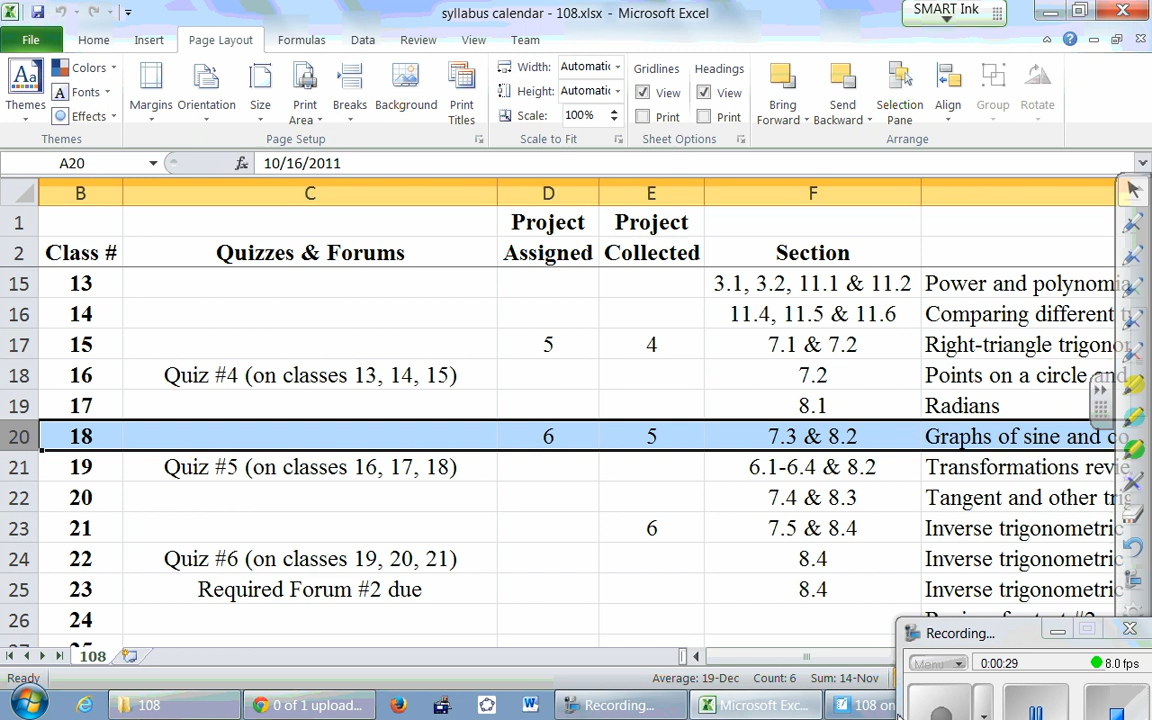 syllabus calendar - 108.xlsx - Microsoft Excel
SMART Ink
File Home Insert Page Layout Formulas Data Review View Team
Aa Themes Colors Fonts Effects
Margins Orientation Size Print Area Breaks Background Print Titles
Width: Automatic
Height: Automatic
Scale: 100%
Gridlines Headings
View View
Print Print
Bring Forward Send Backward Selection Pane Align Group Rotate
Themes Page Setup Scale to Fit Sheet Options Arrange
A20 fx 10/16/2011
B C D E F
1 Project Project
2 Class # Quizzes & Forums Assigned Collected Section
15 13 3.1, 3.2, 11.1 & 11.2 Power and polynomia
16 14 11.4, 11.5 & 11.6 Comparing different
17 15 5 4 7.1 & 7.2 Right-triangle trigono
18 16 Quiz #4 (on classes 13, 14, 15) 7.2 Points on a circle and
19 17 8.1 Radians
20 18 6 5 7.3 & 8.2 Graphs of sine and co
21 19 Quiz #5 (on classes 16, 17, 18) 6.1-6.4 & 8.2 Transformations revie
22 20 7.4 & 8.3 Tangent and other trig
23 21 6 7.5 & 8.4 Inverse trigonometric
24 22 Quiz #6 (on classes 19, 20, 21) 8.4 Inverse trigonometric
25 23 Required Forum #2 due 8.4 Inverse trigonometric
26 24
108
Recording...
Menu 0:00:29 8.0 fps
Ready Average: 19-Dec Count: 6 Sum: 14-Nov
108 0 of 1 upload... Recording... Microsoft Exc... 108 on